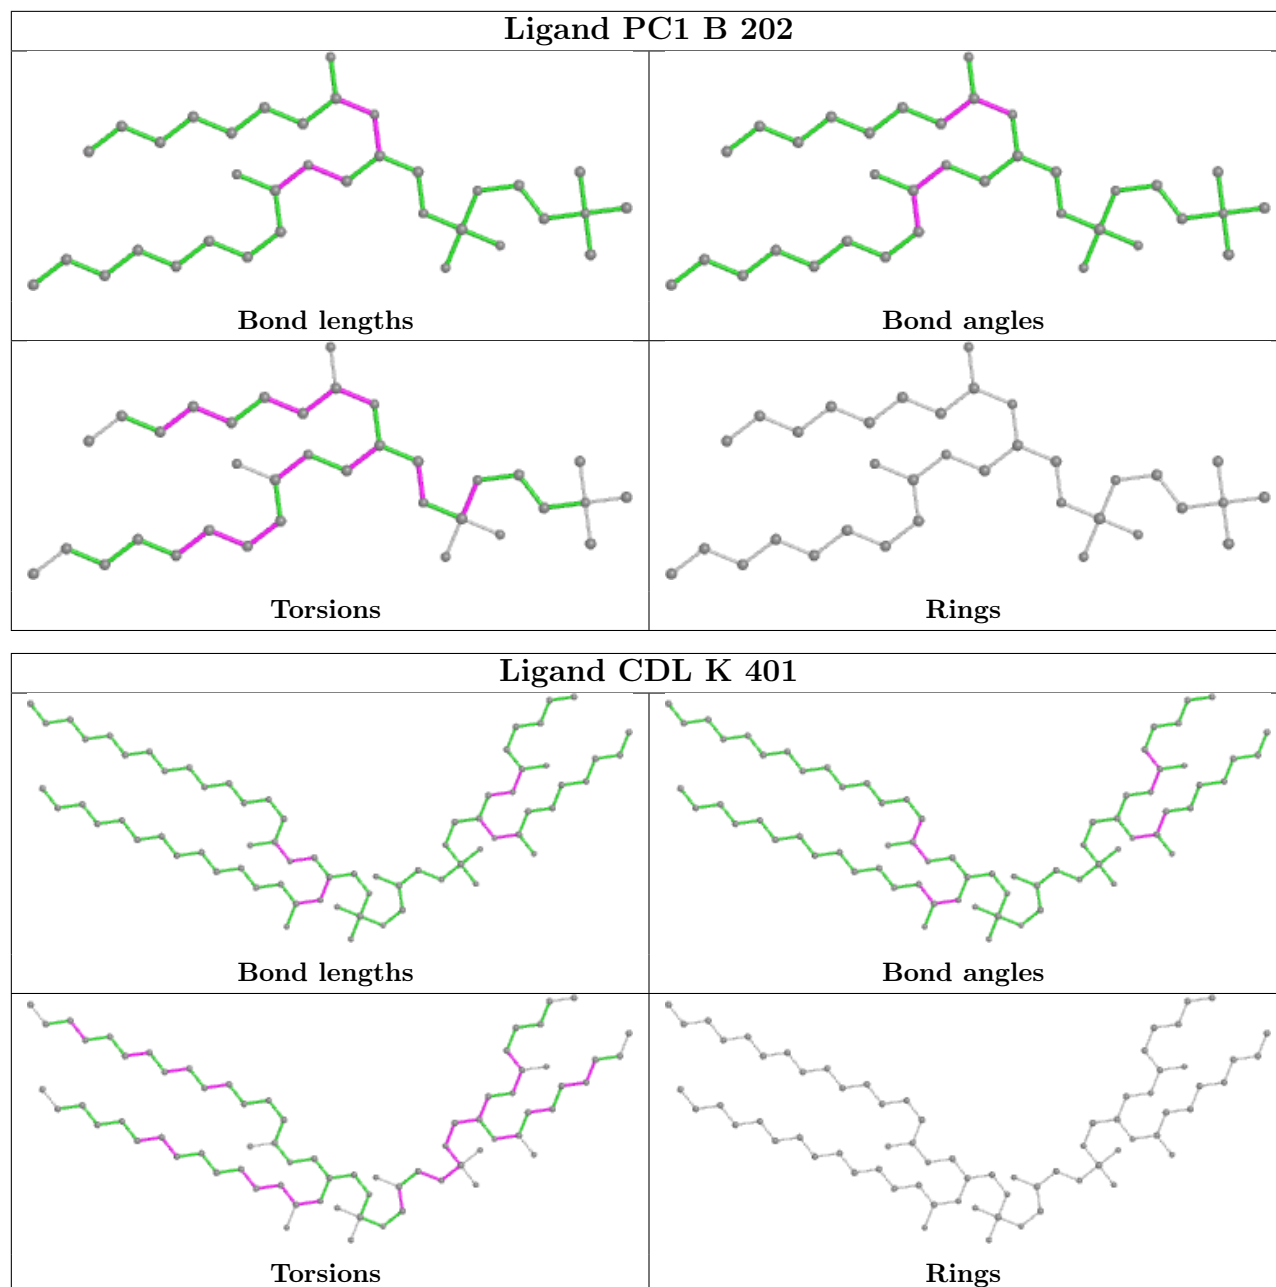 Ligand PC1 B 202
Bond lengths
Bond angles
Torsions
Rings
Ligand CDL K 401
Bond lengths
Bond angles
Torsions
Rings